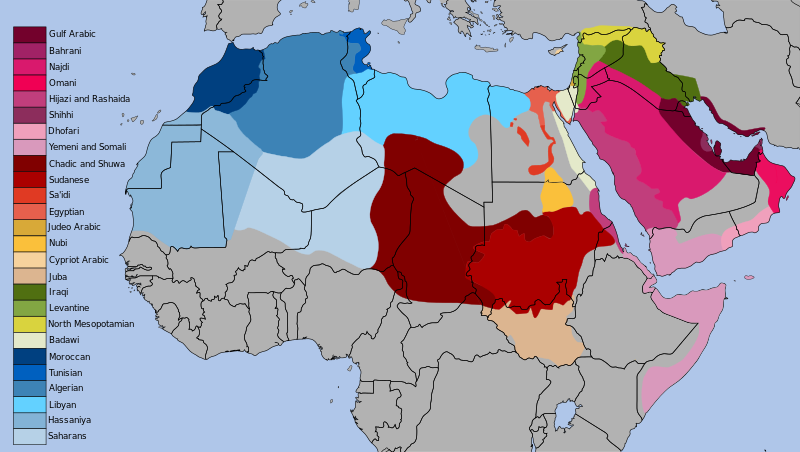 Gulf Arabic
Bahrani
Najdi
Omani
Hijazi and Rashaida
Shihhi
Dhofari
Yemeni and Somali
Chadic and Shuwa
Sudanese
Sa'idi
Egyptian
Judeo Arabic
Nubi
Cypriot Arabic
Juba
Iraqi
Levantine
North Mesopotamian
Badawi
Moroccan
Tunisian
Algerian
Libyan
Hassaniya
Saharans